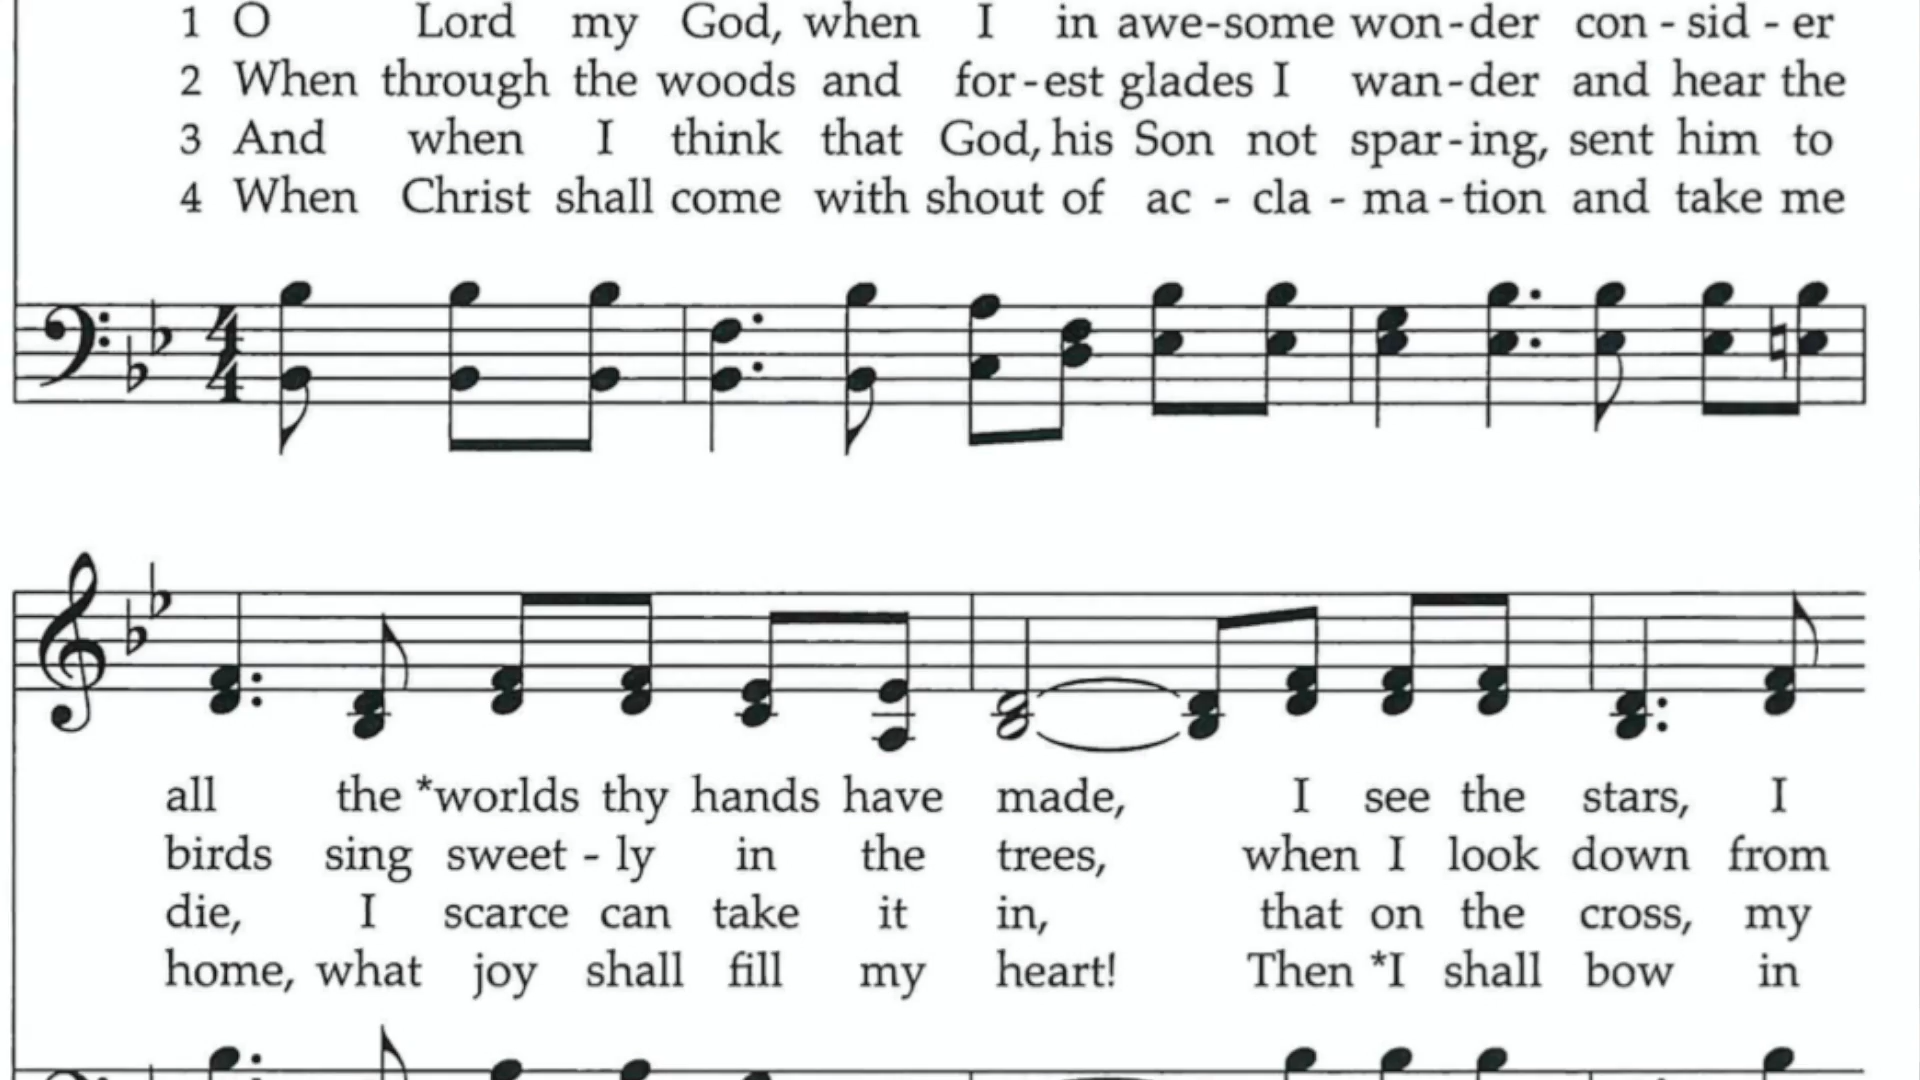 1 O Lord my God, when I in awe-some won-der con - sid - er
2 When through the woods and for-est glades I wan-der and hear the
3 And when I think that God, his Son not spar-ing, sent him to
4 When Christ shall come with shout of ac - cla - ma - tion and take me
4
4
all the *worlds thy hands have made, I see the stars, I
birds sing sweet - ly in the trees, when I look down from
die, I scarce can take it in, that on the cross, my
home, what joy shall fill my heart! Then *I shall bow in